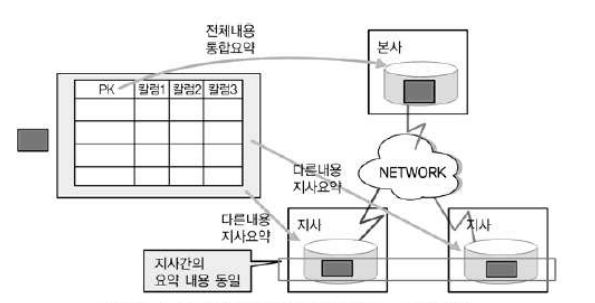 전체내용
통합요약
본사
PK 칼럼1 칼럼2 칼럼3
NETWORK
다른내용
지사요약
다른내용
지사요약
지사
지사
지사간의
요약 내용 동일